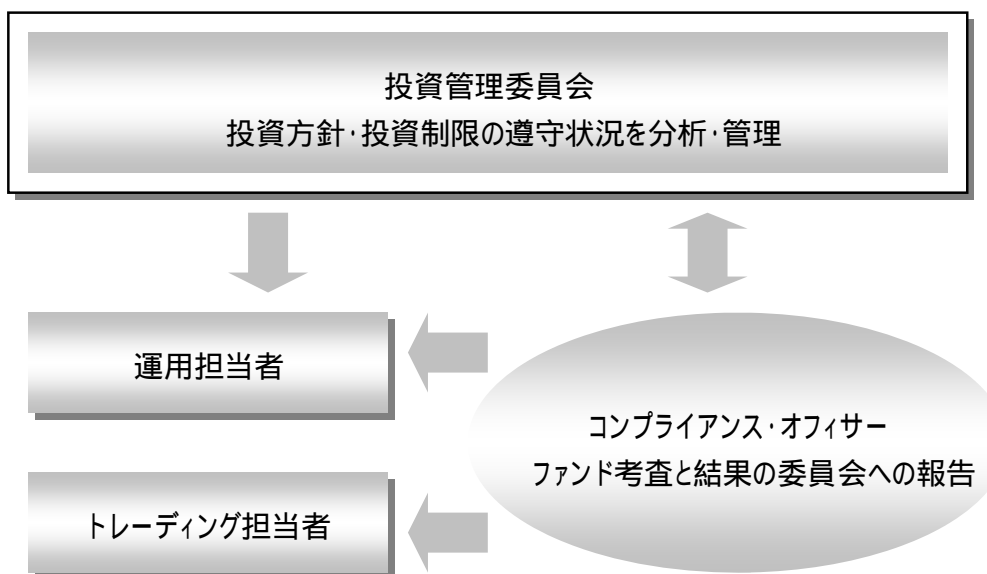 投資管理委員会
投資方針・投資制限の遵守状況を分析・管理
運用担当者
コンプライアンス・オフィサー
ファンド考査と結果の委員会への報告
トレーディング担当者